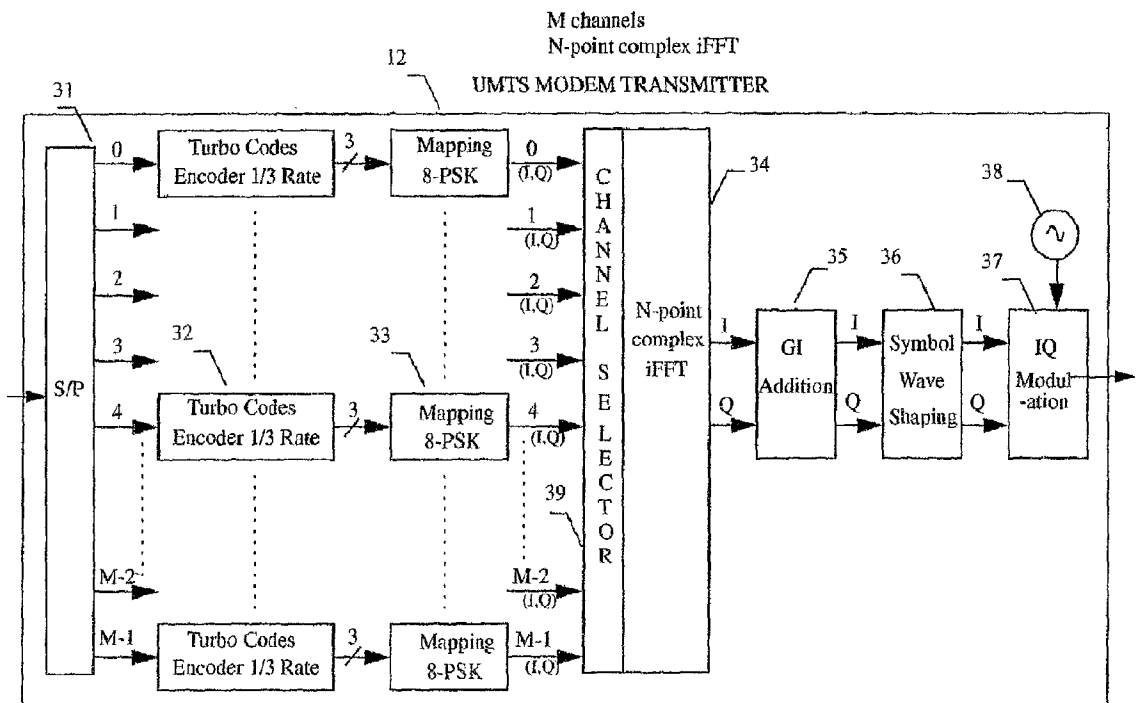 M channels
N-point complex iFFT
UMTS MODEM TRANSMITTER
12
31
0
Turbo Codes
Encoder 1/3 Rate
3
Mapping
8-PSK
0
(I,Q)
1
1
(I,Q)
2
2
(I,Q)
3
3
(I,Q)
32
33
S/P
4
Turbo Codes
Encoder 1/3 Rate
3
Mapping
8-PSK
4
(I,Q)
39
M-2
M-2
(I,Q)
M-1
Turbo Codes
Encoder 1/3 Rate
3
Mapping
8-PSK
M-1
(I,Q)
CHANNEL SELECTOR
34
N-point
complex
iFFT
I
Q
35
GI
Addition
I
Q
36
Symbol
Wave
Shaping
I
Q
38
37
IQ
Modul
-ation